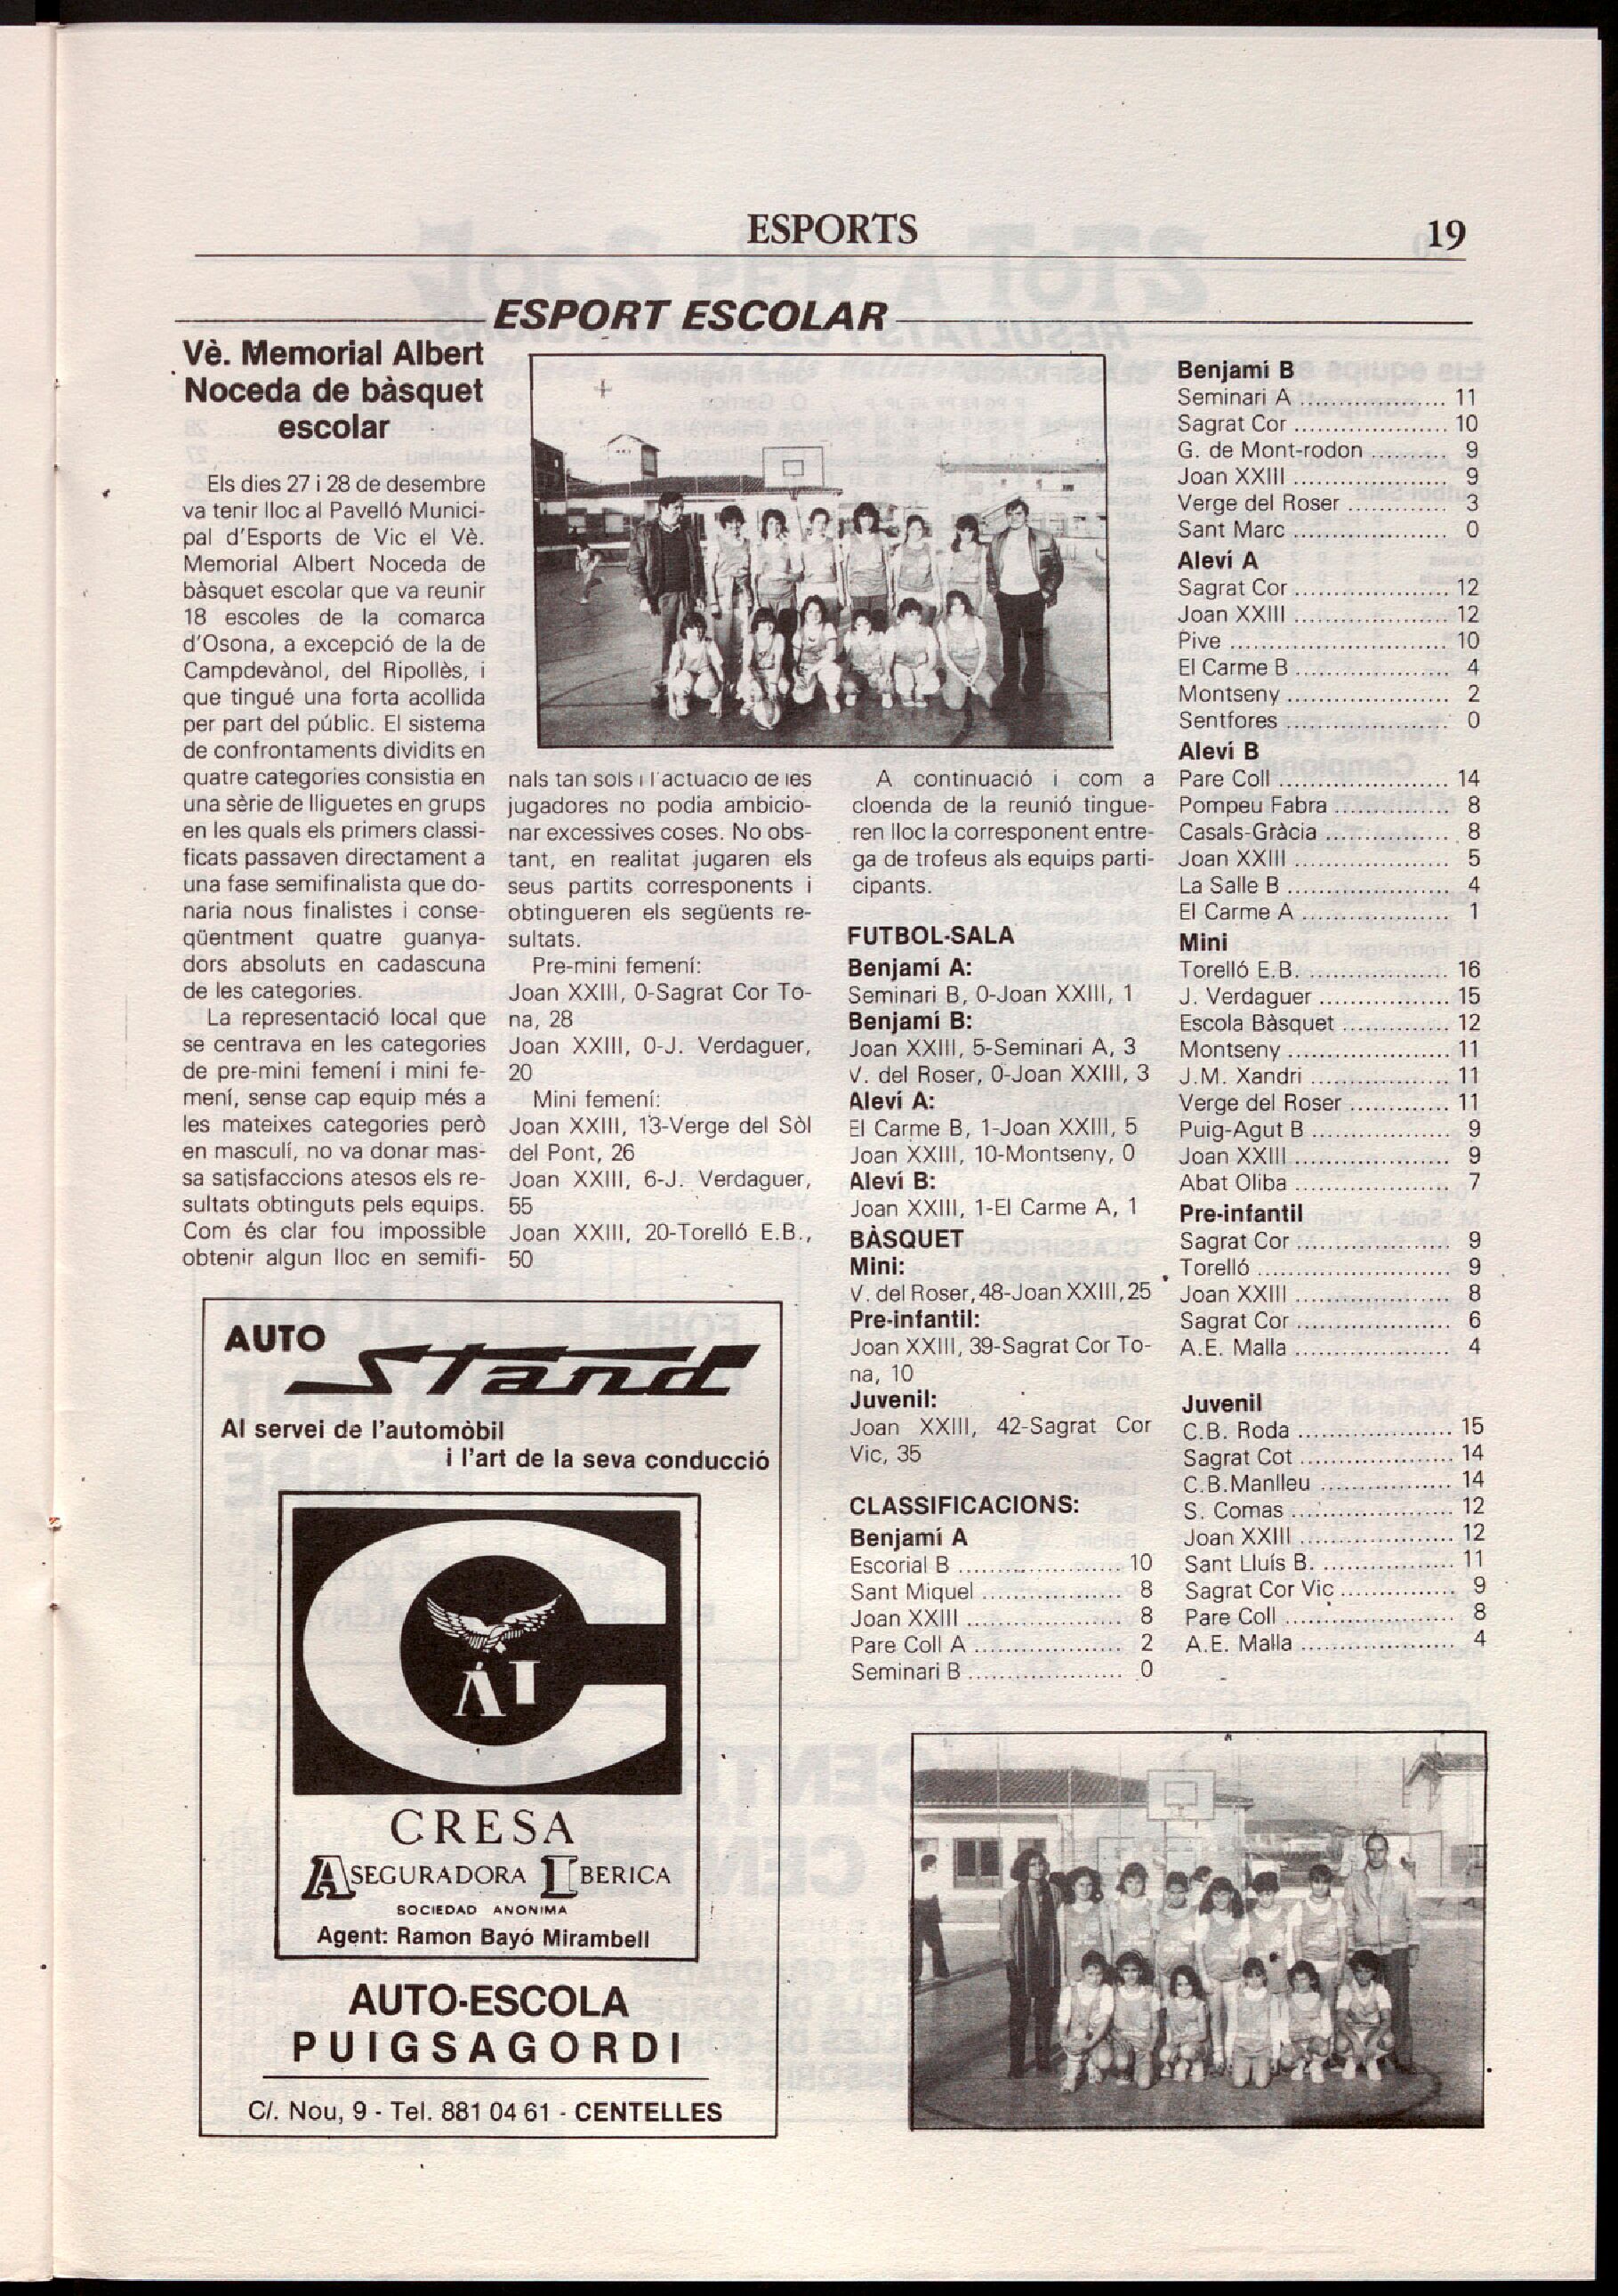 ESPORTS
19
ESPORT ESCOLAR
Vè. Memorial Albert
Noceda de bàsquet
escolar
Els dies 27 i 28 de desembre
va tenir lloc al Pavelló Munici-
pal d'Esports de Vic el Vè.
Memorial Albert Noceda de
bàsquet escolar que va reunir
18 escoles de la comarca
d'Osona, a excepció de la de
Campdevànol, del Ripollès, i
que tingué una forta acollida
per part del públic. El sistema
de confrontaments dividits en
quatre categories consistia en
una sèrie de lliguetes en grups
en les quals els primers classi-
ficats passaven directament a
una fase semifinalista que do-
naria nous finalistes i conse-
qüentment quatre guanya-
dors absoluts en cadascuna
de les categories.
La representació local que
se centrava en les categories
de pre-mini femení i mini fe-
mení, sense cap equip més a
les mateixes categories però
en masculí, no va donar mas-
sa satisfaccions atesos els re-
sultats obtinguts pels equips.
Com és clar fou impossible
obtenir algun lloc en semifi-
nals tan sols i l'actuació de les
jugadores no podia ambicio-
nar excessives coses. No obs-
tant, en realitat jugaren els
seus partits corresponents i
obtingueren els següents re-
sultats.
Pre-mini femení:
Joan XXIII, 0-Sagrat Cor To-
na, 28
Joan XXIII, 0-J. Verdaguer,
20
Mini femení:
Joan XXIII, 13-Verge del Sòl
del Pont, 26
Joan XXIII, 6-J. Verdaguer,
55
Joan XXIII, 20-Torelló E.B.,
50
A continuació i com a
cloenda de la reunió tingue-
ren lloc la corresponent entre-
ga de trofeus als equips parti-
cipants.
FUTBOL-SALA
Benjamí A:
Seminari B, 0-Joan XXIII, 1
Benjamí B:
Joan XXIII, 5-Seminari A, 3
V. del Roser, 0-Joan XXIII, 3
Aleví A:
El Carme B, 1-Joan XXIII, 5
Joan XXIII, 10-Montseny, 0
Aleví B:
Joan XXIII, 1-El Carme A, 1
BÀSQUET
Mini:
V. del Roser, 48-Joan XXIII, 25
Pre-infantil:
Joan XXIII, 39-Sagrat Cor To-
na, 10
Juvenil:
Joan XXIII, 42-Sagrat Cor
Vic, 35
CLASSIFICACIONS:
Benjamí A
Escorial B ..................... 10
Sant Miquel .................. 8
Joan XXIII .................... 8
Pare Coll A ................... 2
Seminari B .................... 0
Benjamí B
Seminari A ................... 11
Sagrat Cor .................... 10
G. de Mont-rodon .......... 9
Joan XXIII .................... 9
Verge del Roser ............. 3
Sant Marc .................... 0
Aleví A
Sagrat Cor .................... 12
Joan XXIII .................... 12
Pive ............................ 10
El Carme B .................... 4
Montseny ..................... 2
Sentfores ..................... 0
Aleví B
Pare Coll ...................... 14
Pompeu Fabra ............... 8
Casals-Gràcia ................ 8
Joan XXIII .................... 5
La Salle B ..................... 4
El Carme A ................... 1
Mini
Torelló E.B. ................... 16
J. Verdaguer ................. 15
Escola Bàsquet .............. 12
Montseny ..................... 11
J.M. Xandri .................. 11
Verge del Roser ............. 11
Puig-Agut B .................. 9
Joan XXIII .................... 9
Abat Oliba .................... 7
Pre-infantil
Sagrat Cor .................... 9
Torelló ......................... 9
Joan XXIII .................... 8
Sagrat Cor .................... 6
A.E. Malla .................... 4
Juvenil
C.B. Roda .................... 15
Sagrat Cot .................... 14
C.B.Manlleu ................. 14
S. Comas ..................... 12
Joan XXIII .................... 12
Sant Lluís B. ................. 11
Sagrat Cor Vic ............... 9
Pare Coll ...................... 8
A.E. Malla .................... 4
AUTO
Stand
Al servei de l'automòbil
i l'art de la seva conducció
AI
CRESA
ASEGURADORA IBERICA
SOCIEDAD ANONIMA
Agent: Ramon Bayó Mirambell
AUTO-ESCOLA
PUIGSAGORDI
C/. Nou, 9 - Tel. 881 04 61 - CENTELLES